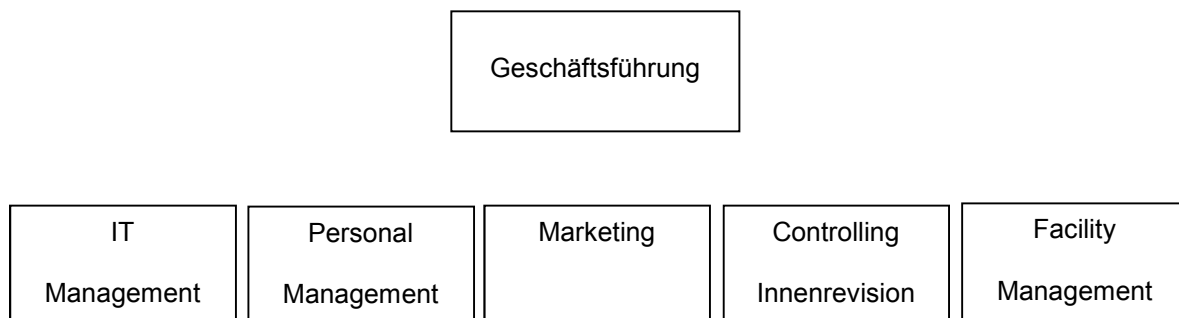 Geschäftsführung
IT
Management
Personal
Management
Marketing
Controlling
Innenrevision
Facility
Management